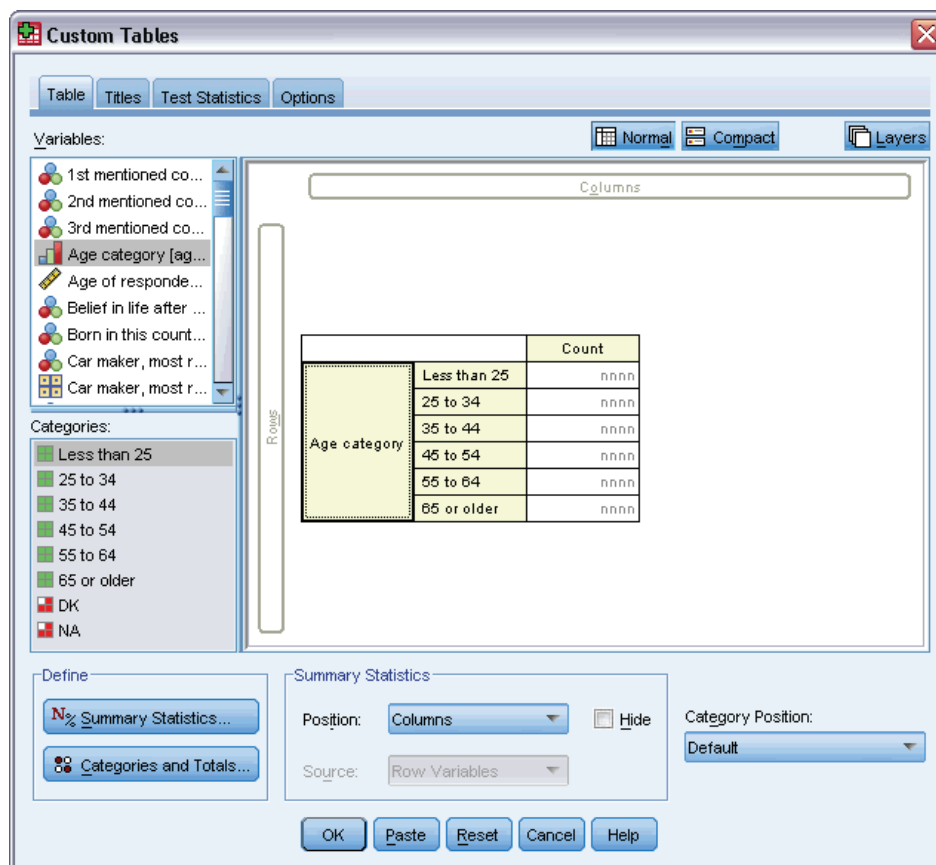 Custom Tables
Table Titles Test Statistics Options
Variables:
Normal Compact Layers
1st mentioned co...
2nd mentioned co...
3rd mentioned co...
Age category [ag...
Age of responde...
Belief in life after ...
Born in this count...
Car maker, most r...
Car maker, most r...
Categories:
Less than 25
25 to 34
35 to 44
45 to 54
55 to 64
65 or older
DK
NA
Columns
Rows
Count
Age category
Less than 25 nnnn
25 to 34 nnnn
35 to 44 nnnn
45 to 54 nnnn
55 to 64 nnnn
65 or older nnnn
Define
N% Summary Statistics...
Categories and Totals...
Summary Statistics
Position: Columns Hide
Source: Row Variables
Category Position:
Default
OK Paste Reset Cancel Help